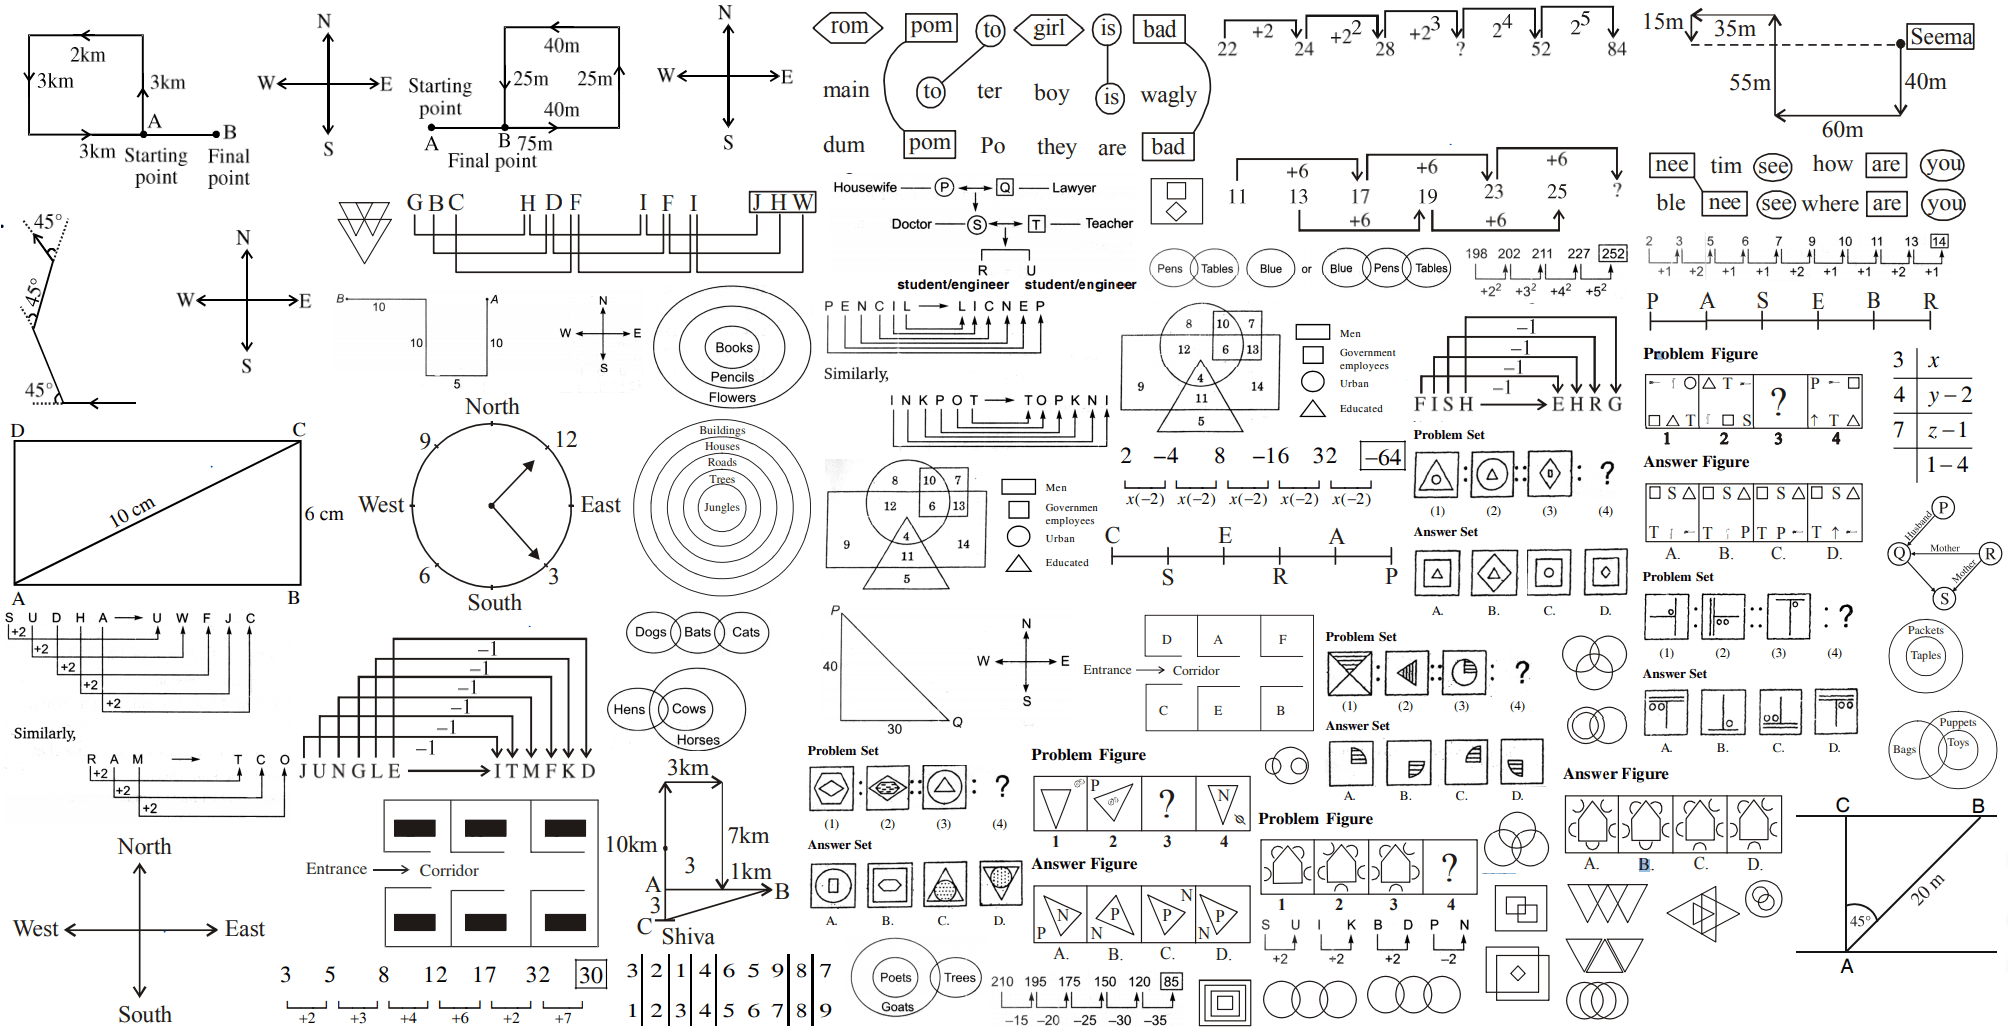 2km
3km
3km
A
B
3km Starting point
Final point
N
W E
S
40m
25m 25m
40m
Starting point
A B 75m
Final point
N
W E
S
rom pom to girl is bad
main to ter boy is wagly
dum pom Po they are bad
+2 +2² +2³ 2⁴ 2⁵
22 24 28 ? 52 84
15m 35m
Seema
55m 40m
60m
nee tim see how are you
ble nee see where are you
45°
45°
45°
N
W E
S
G B C H D F I F I J H W
Housewife P Q Lawyer
Doctor S T Teacher
R U
student/engineer student/engineer
+6 +6 +6
11 13 17 19 23 25 ?
+6 +6
Pens Tables Blue or Blue Pens Tables
198 202 211 227 252
+2² +3² +4² +5²
2 3 5 6 7 9 10 11 13 14
+1 +2 +1 +1 +2 +1 +1 +2 +1
P A S E B R
B A
10
10 10
5
N
W E
S
Books
Pencils
Flowers
P E N C I L L I C N E P
Similarly,
I N K P O T T O P K N I
8 10 7
12 6 13
9 4 14
11
5
Men
Government employees
Urban
Educated
−1
−1
−1
−1
F I S H E H R G
Problem Figure
O △ T P
△ T S ? ↑ T △
1 2 3 4
Answer Figure
S △ S △ S △ S △
T T P T P T ↑
A. B. C. D.
3 x
4 y − 2
7 z − 1
1 − 4
D C
10 cm
6 cm
A B
North
9 12
West East
6 3
South
Buildings
Houses
Roads
Trees
Jungles
8 10 7
12 6 13
9 4 14
11
5
Men
Governmen employees
Urban
Educated
2 −4 8 −16 32 −64
x(−2) x(−2) x(−2) x(−2) x(−2)
C E A
S R P
Problem Set
: :: : ?
(1) (2) (3) (4)
Answer Set
A. B. C. D.
P
Husband
Q Mother R
Mother
S
Problem Set
: :: : ?
(1) (2) (3) (4)
Answer Set
A. B. C. D.
Packets
Taples
Puppets
Bags Toys
S U D H A U W F J C
+2
+2
+2
+2
+2
Similarly,
R A M T C O
+2
+2
+2
−1
−1
−1
−1
−1
−1
J U N G L E I T M F K D
Dogs Bats Cats
Hens Cows
Horses
P
40
30 Q
N
W E
S
D A F
Entrance Corridor
C E B
Problem Set
: :: : ?
(1) (2) (3) (4)
Answer Set
A. B. C. D.
North
West East
South
Entrance Corridor
3km
10km 7km
3
1km
A B
3
C Shiva
Problem Set
: :: : ?
(1) (2) (3) (4)
Answer Set
A. B. C. D.
Problem Figure
P ? N
1 2 3 4
Answer Figure
N P N P P
P N N
A. B. C. D.
Problem Figure
?
1 2 3 4
S U I K B D P N
+2 +2 +2 −2
Answer Figure
A. B. C. D.
C B
20 m
45°
A
3 5 8 12 17 32 30
+2 +3 +4 +6 +2 +7
3 2 1 4 6 5 9 8 7
1 2 3 4 5 6 7 8 9
Poets Trees
Goats
210 195 175 150 120 85
−15 −20 −25 −30 −35